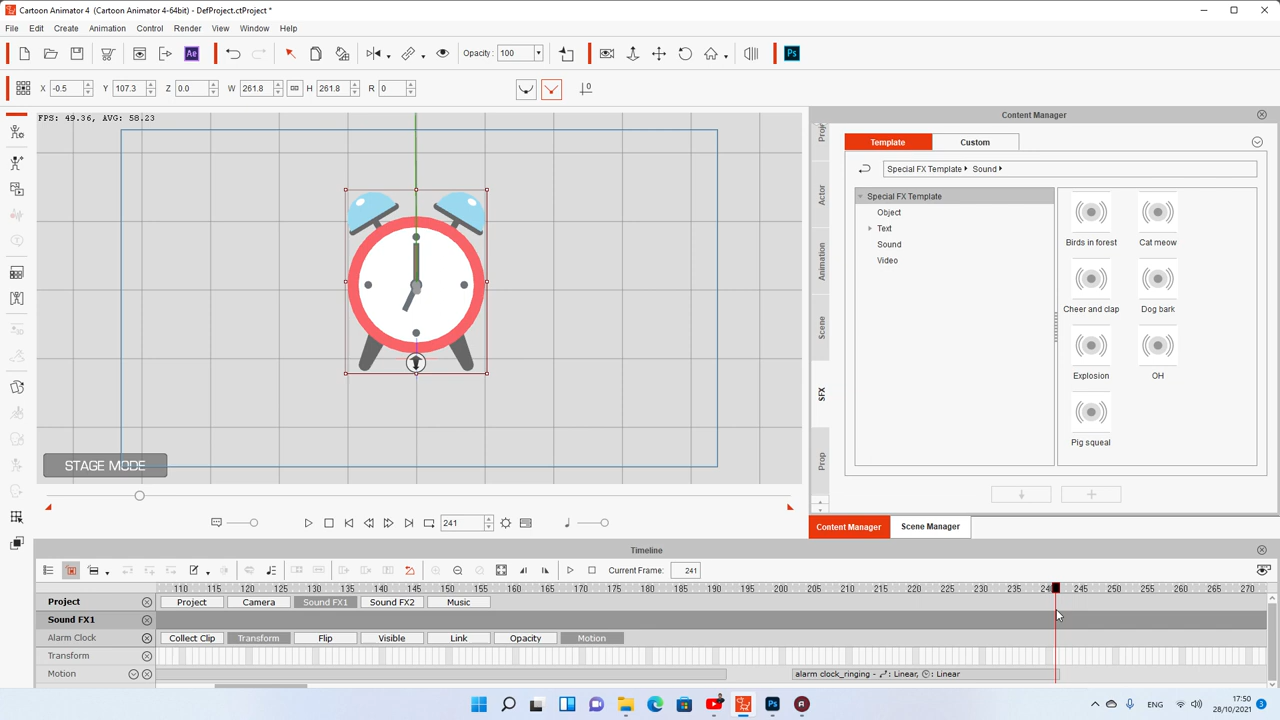 Cartoon Animator 4 (Cartoon Animator 4-64bit) - DefProject.ctProject *
File Edit Create Animation Control Render View Window Help
Opacity : 100
X -0.5 Y 107.3 Z 0.0 W 261.8 H 261.8 R 0
FPS: 49.36, AVG: 58.23
Content Manager
Template Custom
Special FX Template Sound
Special FX Template
Object
Text
Sound
Video
Birds in forest Cat meow
Cheer and clap Dog bark
Explosion OH
Pig squeal
Actor
Animation
Scene
SFX
Prop
STAGE MODE
241
Content Manager Scene Manager
Timeline
Current Frame: 241
110 115 120 125 130 135 140 145 150 155 160 165 170 175 180 185 190 195 200 205 210 215 220 225 230 235 245 250 255 260 265 270
Project Project Camera Sound FX1 Sound FX2 Music
Sound FX1
Alarm Clock Collect Clip Transform Flip Visible Link Opacity Motion
Transform
Motion alarm clock_ringing - : Linear, : Linear
Ps
Ae
ENG 17:50
28/10/2021